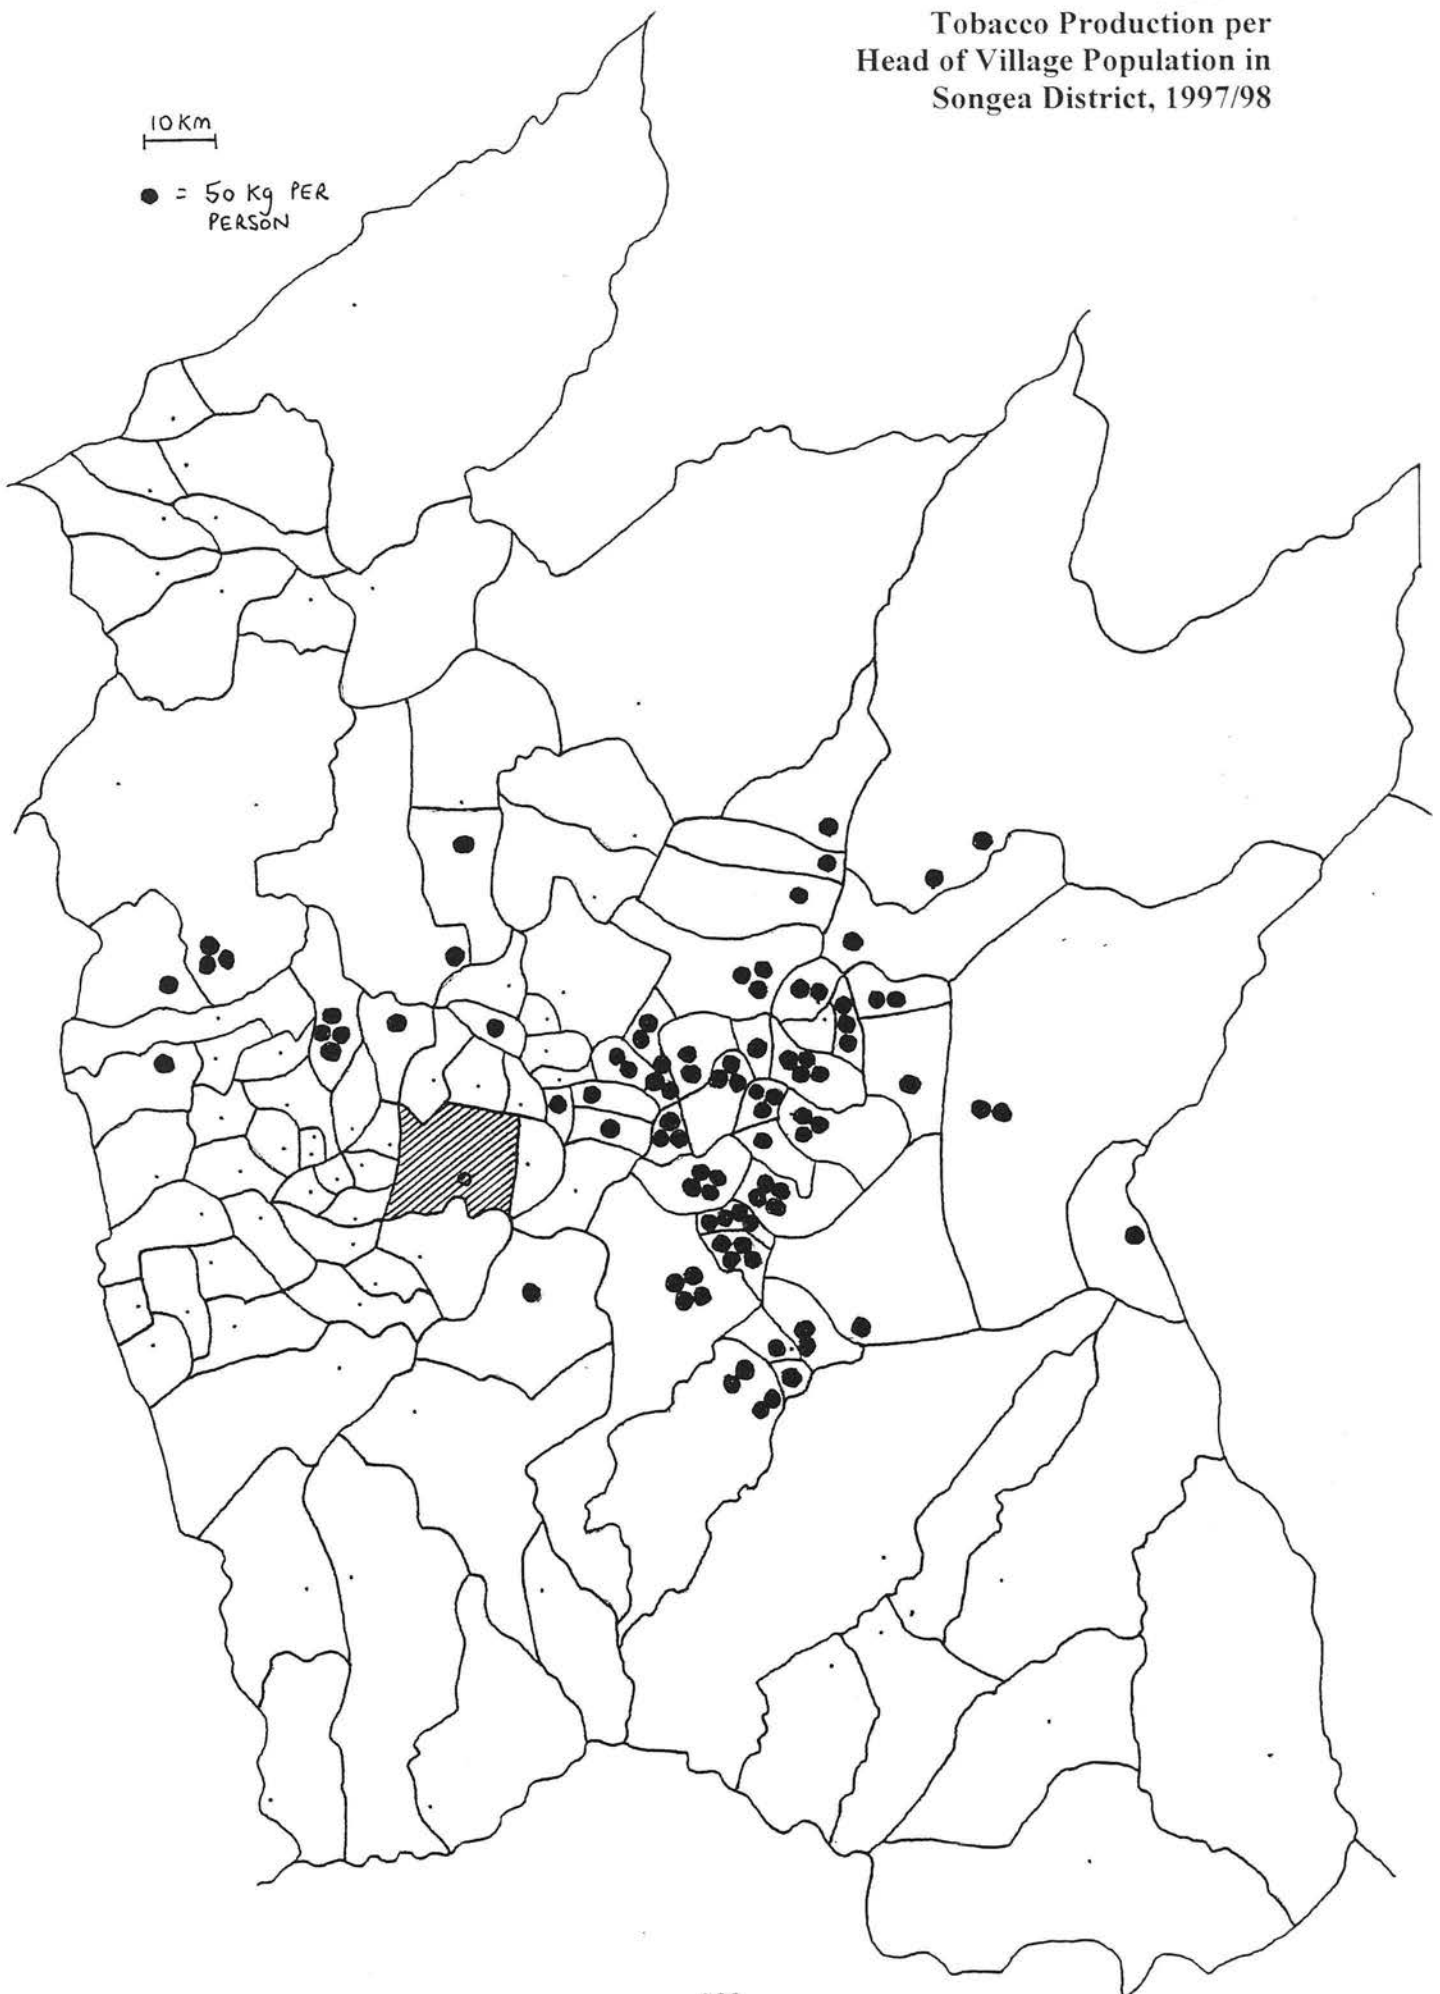 Tobacco Production per
Head of Village Population in
Songea District, 1997/98
10 Km
= 50 Kg PER
PERSON